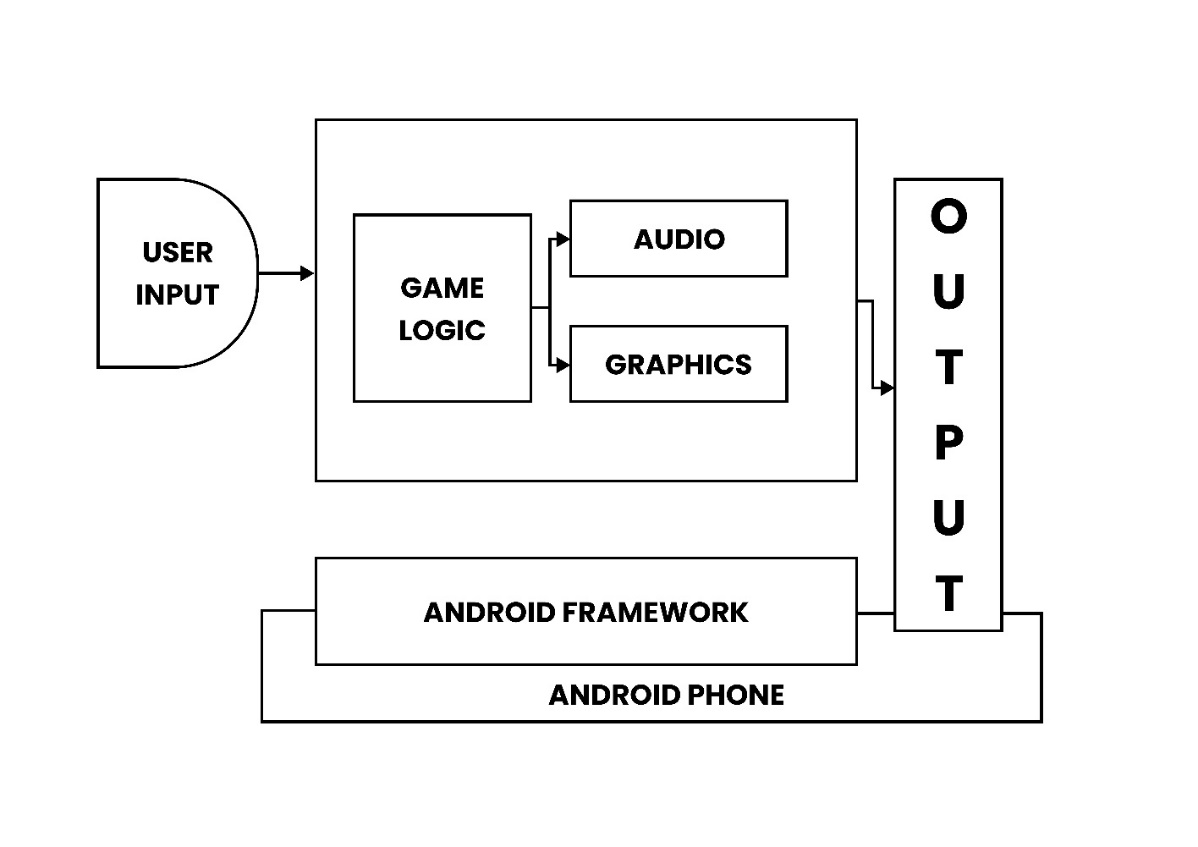 USER
INPUT
GAME
LOGIC
AUDIO
GRAPHICS
O
U
T
P
U
T
ANDROID FRAMEWORK
ANDROID PHONE